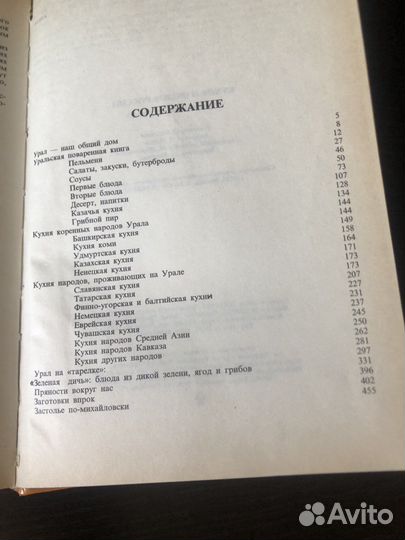 СОДЕРЖАНИЕ
Урал — наш общий дом 5
Уральская поваренная книга 8
Пельмени 12
Салаты, закуски, бутерброды 27
Соусы 46
Первые блюда 50
Вторые блюда 73
Десерт, напитки 107
Казачья кухня 128
Грибной пир 134
Кухня коренных народов Урала 144
Башкирская кухня 144
Кухня коми 149
Удмуртская кухня 158
Казахская кухня 164
Ненецкая кухня 171
Кухня народов, проживающих на Урале 173
Славянская кухня 173
Татарская кухня 207
Финно-угорская и балтийская кухни 227
Немецкая кухня 231
Еврейская кухня 237
Чувашская кухня 245
Кухня народов Средней Азии 250
Кухня народов Кавказа 262
Кухня других народов 281
Урал на «тарелке»: 297
«Зеленая дичь»: блюда из дикой зелени, ягод и грибов 331
Пряности вокруг нас 396
Заготовки впрок 402
Застолье по-михайловски 455
Avito